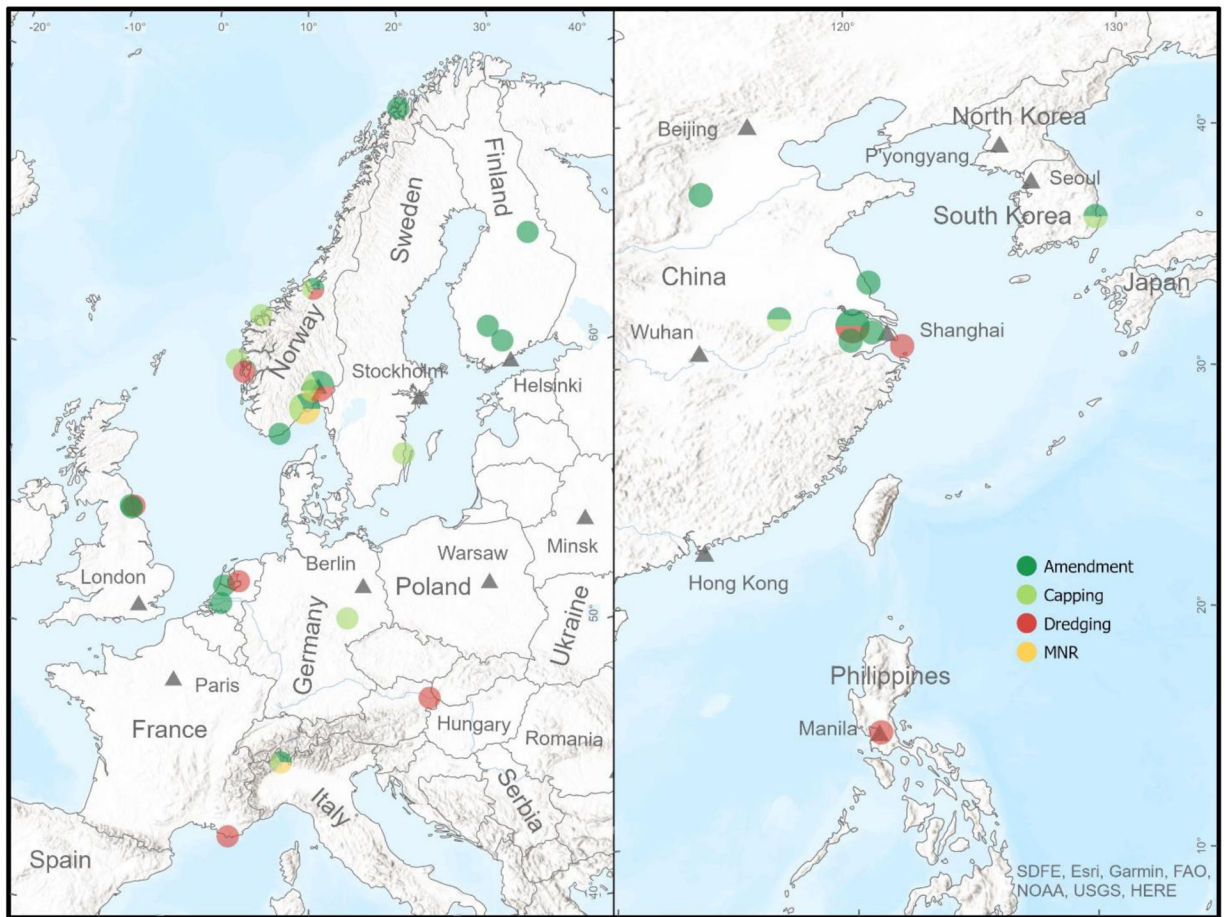 -20°
-10°
0°
10°
20°
30°
40°
60°
50°
40°
Finland
Sweden
Norway
Stockholm
Helsinki
London
Berlin
Warsaw
Minsk
Poland
Ukraine
Germany
Paris
France
Hungary
Romania
Italy
Serbia
Spain
120°
130°
40°
30°
20°
10°
Beijing
North Korea
P'yongyang
Seoul
South Korea
China
Japan
Wuhan
Shanghai
Hong Kong
Amendment
Capping
Dredging
MNR
Philippines
Manila
SDFE, Esri, Garmin, FAO,
NOAA, USGS, HERE